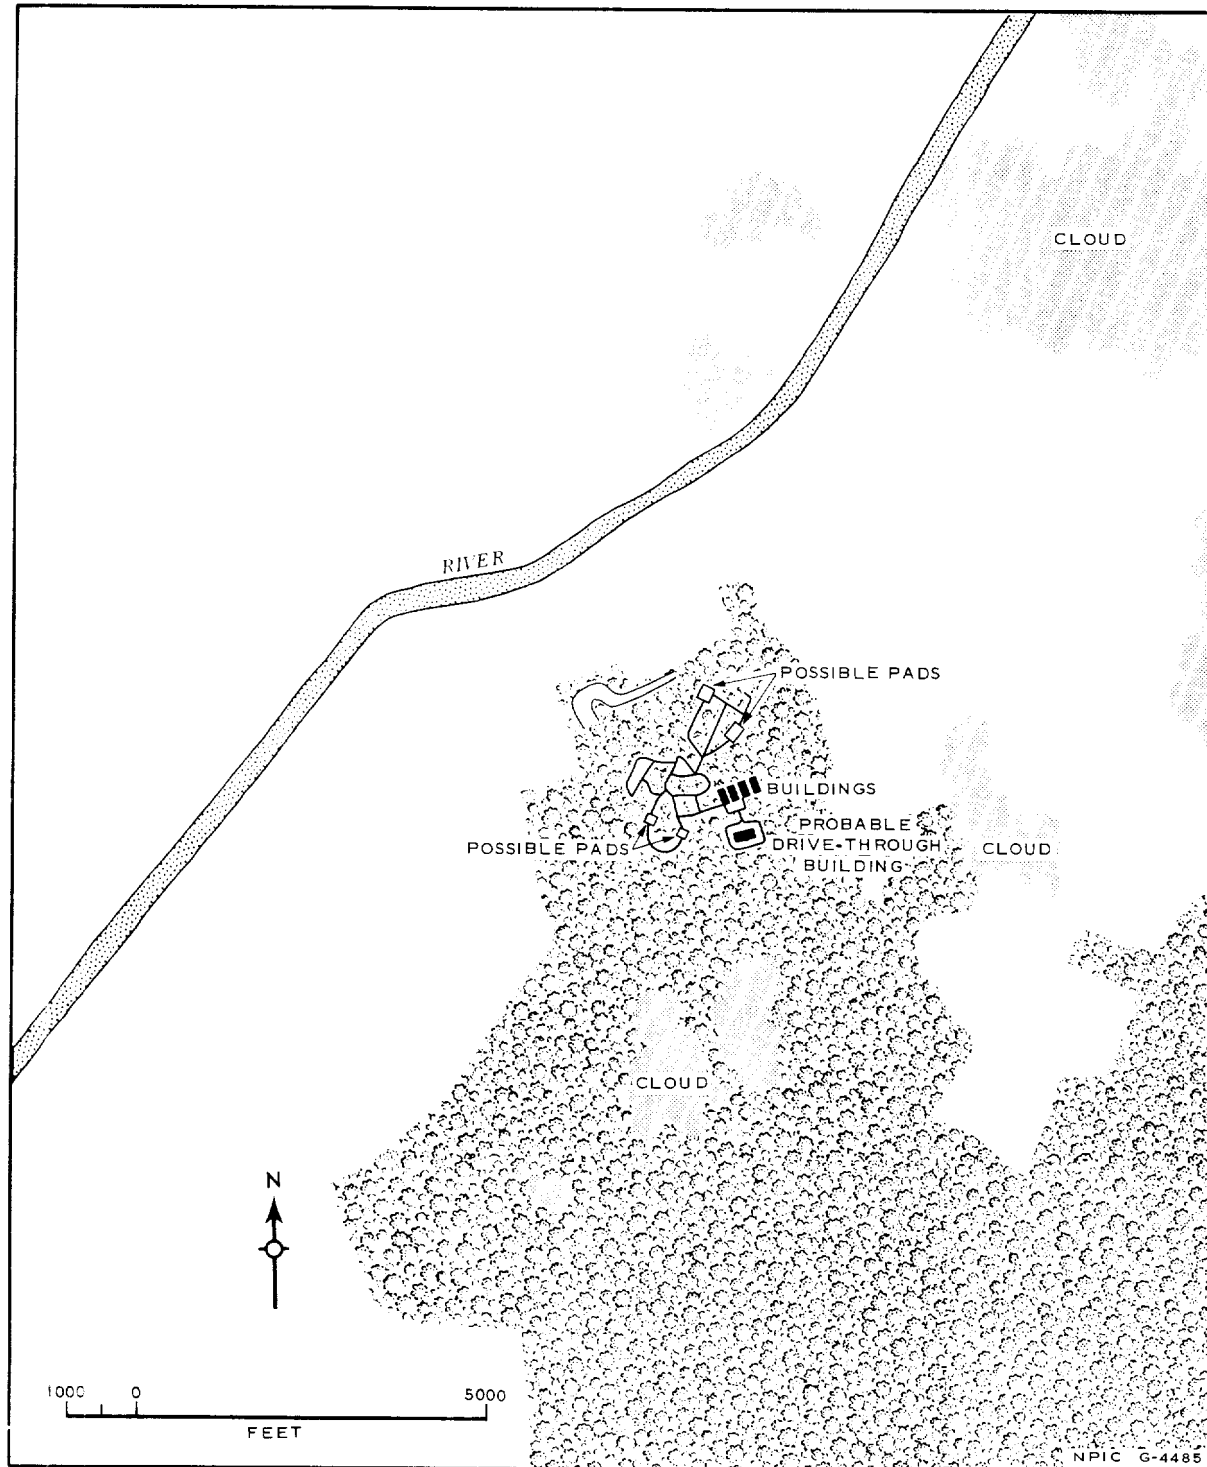 CLOUD
RIVER
POSSIBLE PADS
BUILDINGS
PROBABLE
DRIVE-THROUGH
BUILDING
POSSIBLE PADS
CLOUD
CLOUD
N
1000 0 5000
FEET
NPIC G-4485